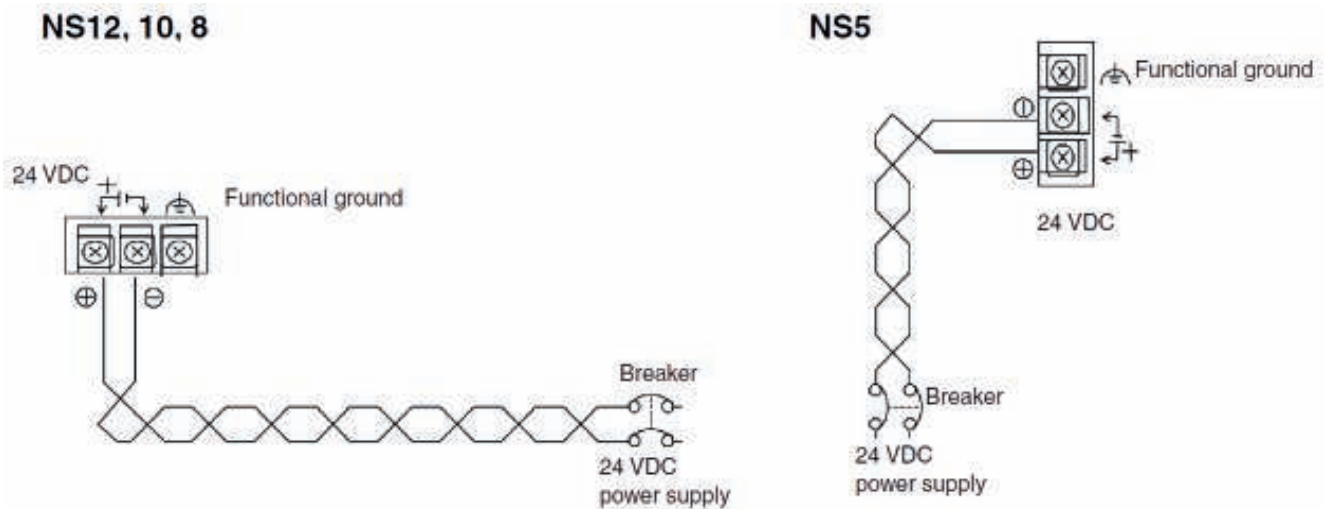 NS12, 10, 8
24 VDC
+
Functional ground
⊕ ⊖
Breaker
24 VDC
power supply
NS5
Functional ground
⊖
+
⊕
24 VDC
Breaker
24 VDC
power supply